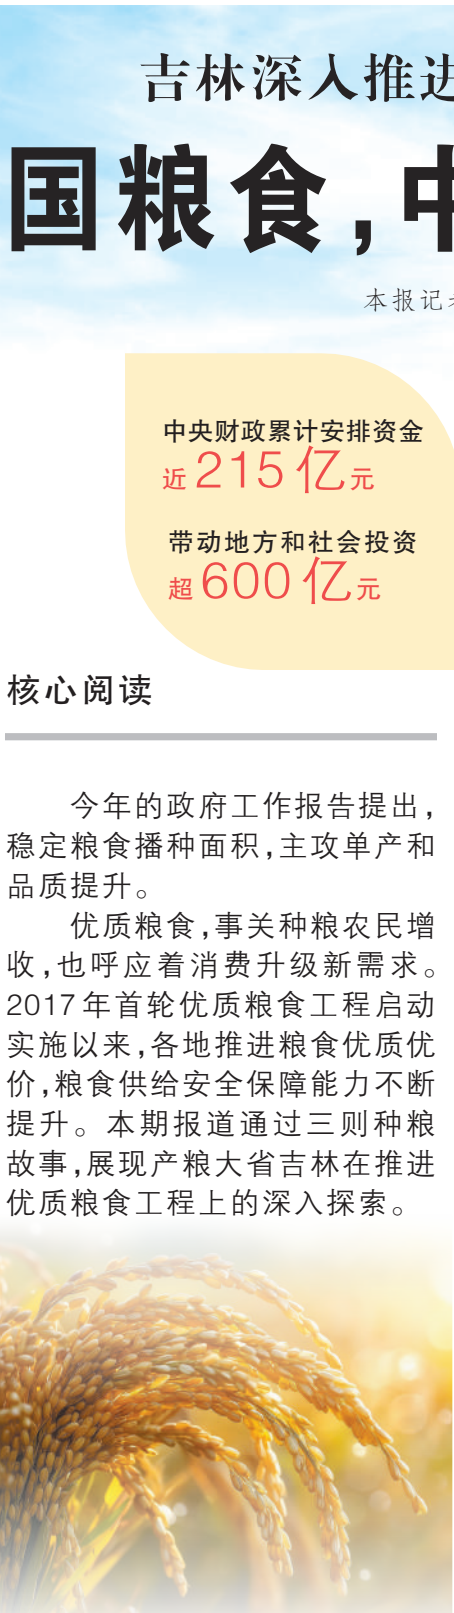 吉林深入推进
国粮食,中
本报记者
中央财政累计安排资金
近215亿元
带动地方和社会投资
超600亿元
核心阅读
今年的政府工作报告提出,
稳定粮食播种面积,主攻单产和
品质提升。
优质粮食,事关种粮农民增
收,也呼应着消费升级新需求。
2017年首轮优质粮食工程启动
实施以来,各地推进粮食优质优
价,粮食供给安全保障能力不断
提升。本期报道通过三则种粮
故事,展现产粮大省吉林在推进
优质粮食工程上的深入探索。